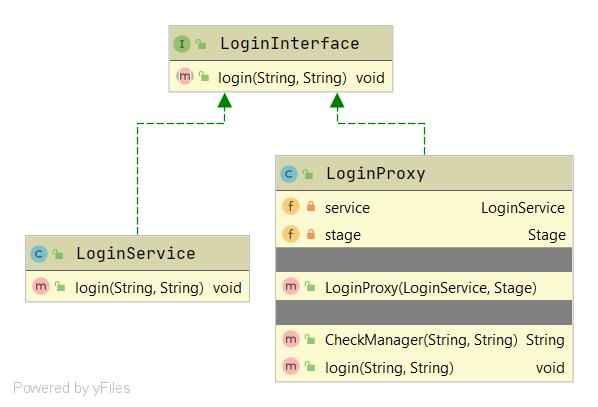 I LoginInterface
m login(String, String) void
C LoginService
m login(String, String) void
C LoginProxy
f service LoginService
f stage Stage
m LoginProxy(LoginService, Stage)
m CheckManager(String, String) String
m login(String, String) void
Powered by yFiles